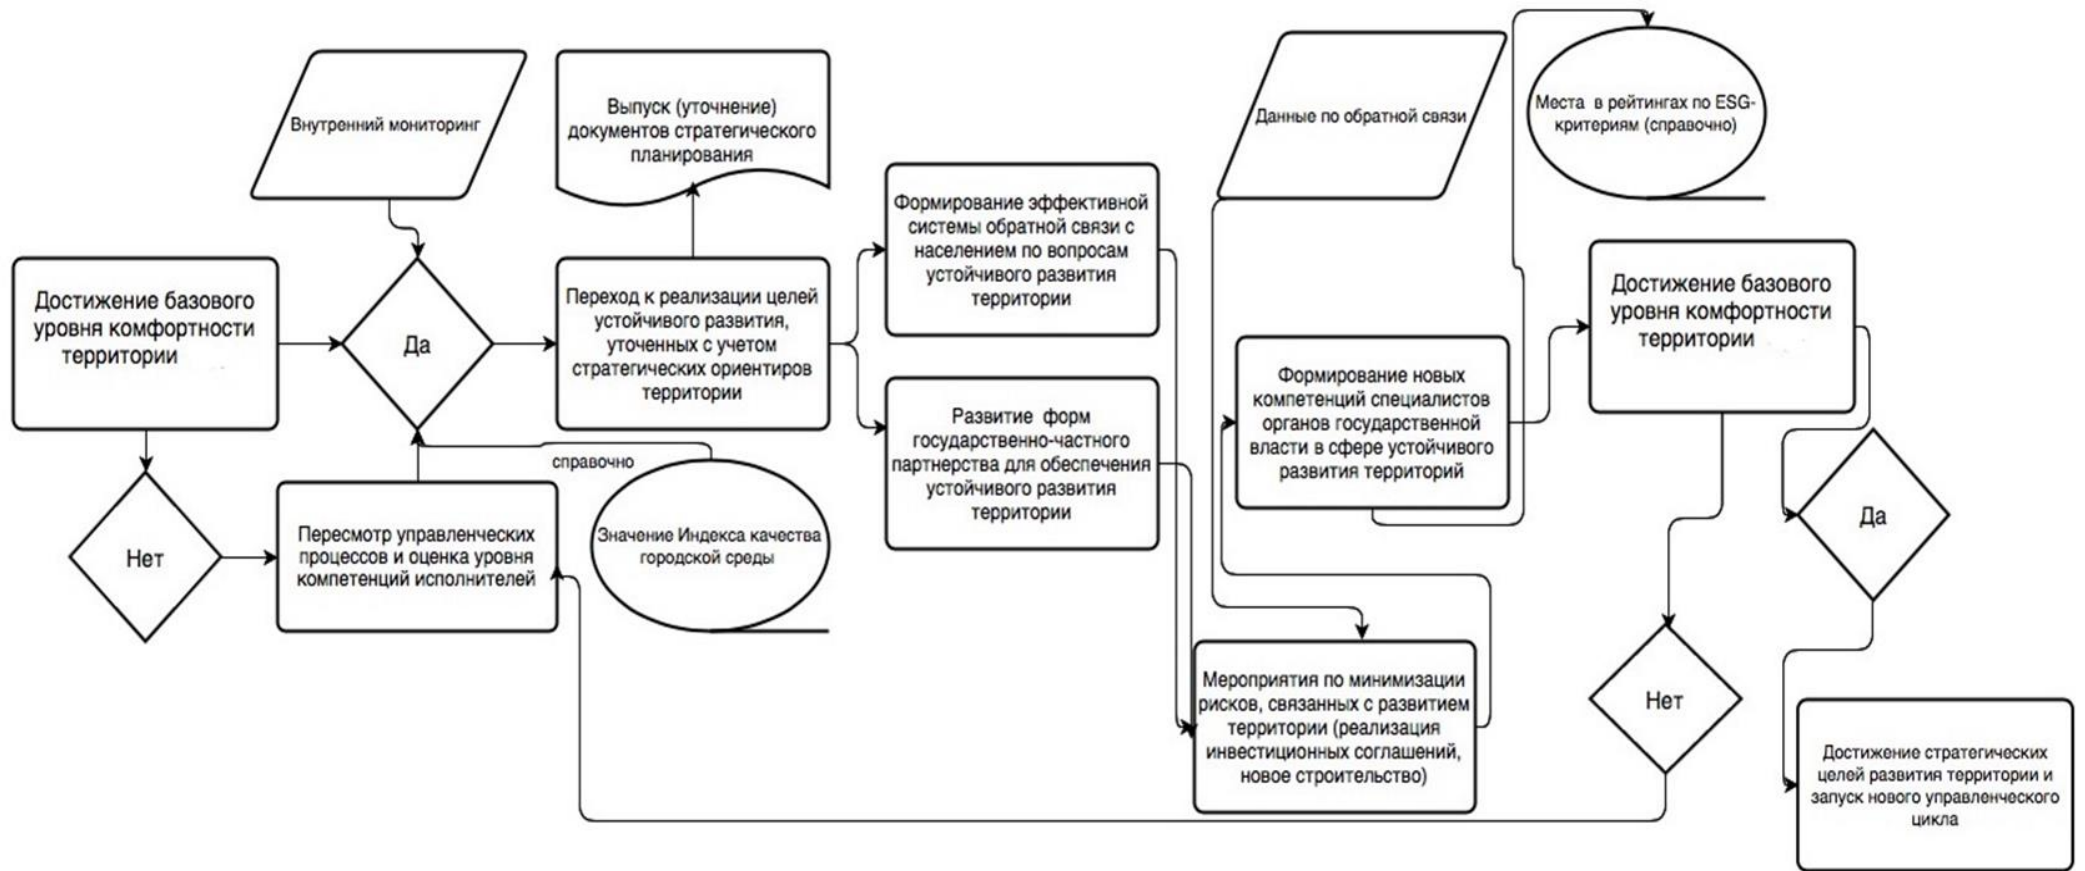 Внутренний мониторинг
Выпуск (уточнение)
документов стратегического
планирования
Данные по обратной связи
Места в рейтингах по ESG-
критериям (справочно)
Достижение базового
уровня комфортности
территории
Да
Переход к реализации целей
устойчивого развития,
уточенных с учетом
стратегических ориентиров
территории
Формирование эффективной
системы обратной связи с
населением по вопросам
устойчивого развития
территории
Развитие форм
государственно-частного
партнерства для обеспечения
устойчивого развития
территории
Формирование новых
компетенций специалистов
органов государственной
власти в сфере устойчивого
развития территорий
Достижение базового
уровня комфортности
территории
Да
справочно
Нет
Пересмотр управленческих
процессов и оценка уровня
компетенций исполнителей
Значение Индекса качества
городской среды
Мероприятия по минимизации
рисков, связанных с развитием
территории (реализация
инвестиционных соглашений,
новое строительство)
Нет
Достижение стратегических
целей развития территории и
запуск нового управленческого
цикла